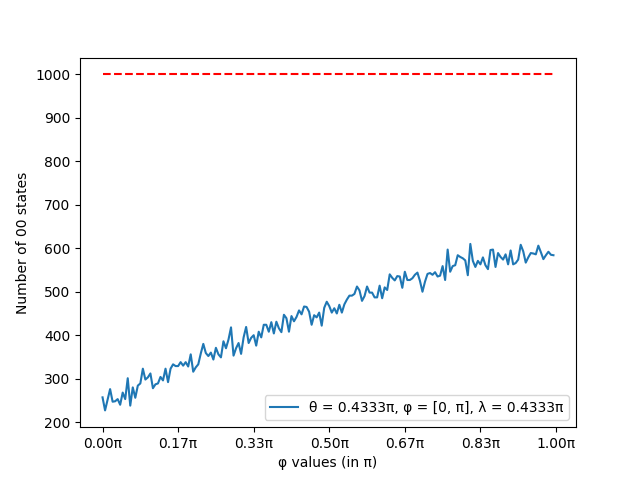 1000
900
800
700
600
500
400
300
200
Number of 00 states
0.00π
0.17π
0.33π
0.50π
0.67π
0.83π
1.00π
φ values (in π)
θ = 0.4333π, φ = [0, π], λ = 0.4333π